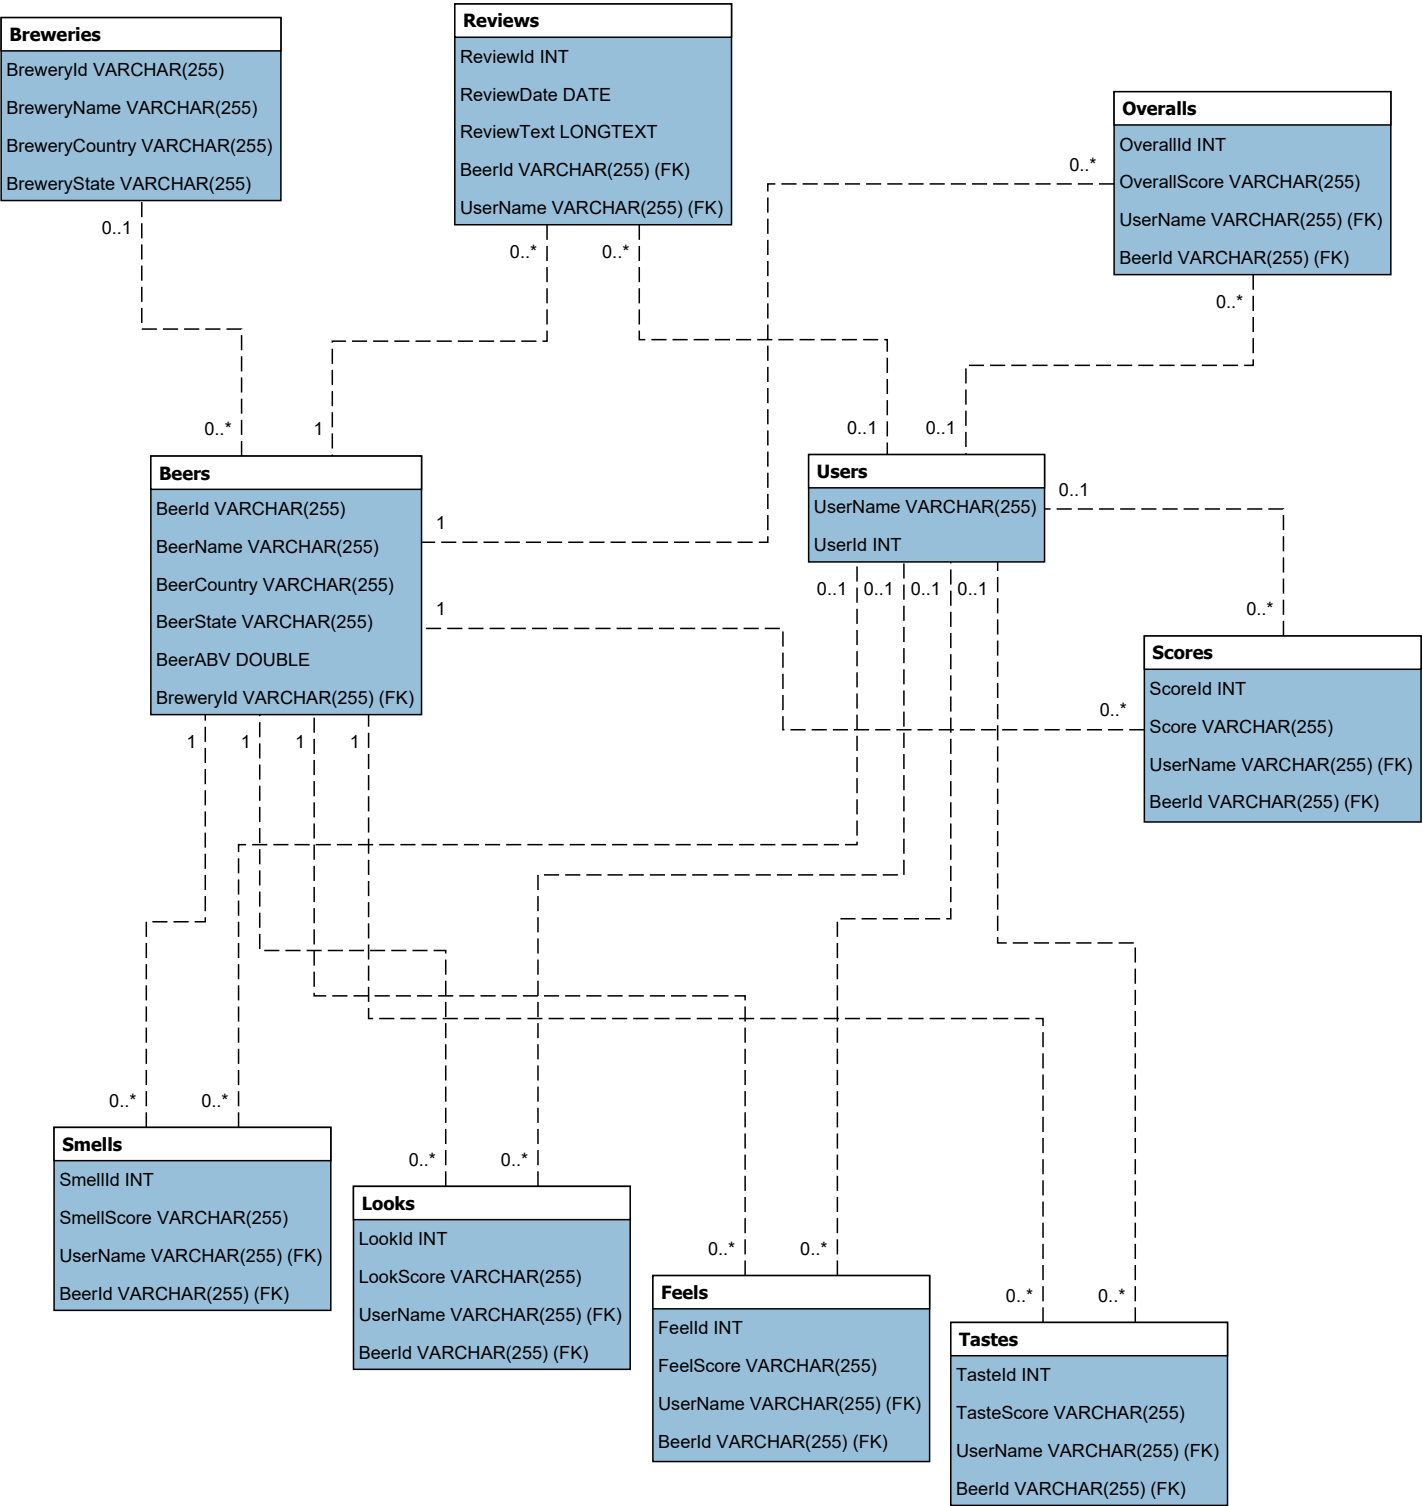 Breweries
BreweryId VARCHAR(255)
BreweryName VARCHAR(255)
BreweryCountry VARCHAR(255)
BreweryState VARCHAR(255)
Reviews
ReviewId INT
ReviewDate DATE
ReviewText LONGTEXT
BeerId VARCHAR(255) (FK)
UserName VARCHAR(255) (FK)
Overalls
OverallId INT
OverallScore VARCHAR(255)
UserName VARCHAR(255) (FK)
BeerId VARCHAR(255) (FK)
0..*
0..1
0..*
0..*
0..*
0..*
1
0..1
0..1
Beers
BeerId VARCHAR(255)
BeerName VARCHAR(255)
BeerCountry VARCHAR(255)
BeerState VARCHAR(255)
BeerABV DOUBLE
BreweryId VARCHAR(255) (FK)
1
1
Users
UserName VARCHAR(255)
UserId INT
0..1
0..1
0..1
0..1
0..1
0..*
Scores
ScoreId INT
Score VARCHAR(255)
UserName VARCHAR(255) (FK)
BeerId VARCHAR(255) (FK)
0..*
1
1
1
1
0..*
0..*
Smells
SmellId INT
SmellScore VARCHAR(255)
UserName VARCHAR(255) (FK)
BeerId VARCHAR(255) (FK)
0..*
0..*
Looks
LookId INT
LookScore VARCHAR(255)
UserName VARCHAR(255) (FK)
BeerId VARCHAR(255) (FK)
0..*
0..*
Feels
FeelId INT
FeelScore VARCHAR(255)
UserName VARCHAR(255) (FK)
BeerId VARCHAR(255) (FK)
0..*
0..*
Tastes
TasteId INT
TasteScore VARCHAR(255)
UserName VARCHAR(255) (FK)
BeerId VARCHAR(255) (FK)